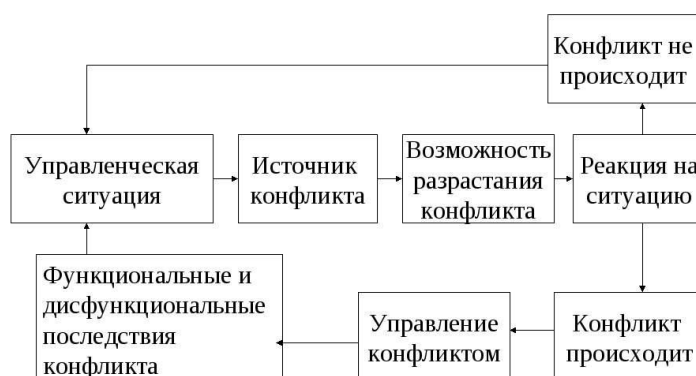 Конфликт не
происходит
Управленческая
ситуация
Источник
конфликта
Возможность
разрастания
конфликта
Реакция на
ситуацию
Функциональные и
дисфункциональные
последствия
конфликта
Управление
конфликтом
Конфликт
происходит